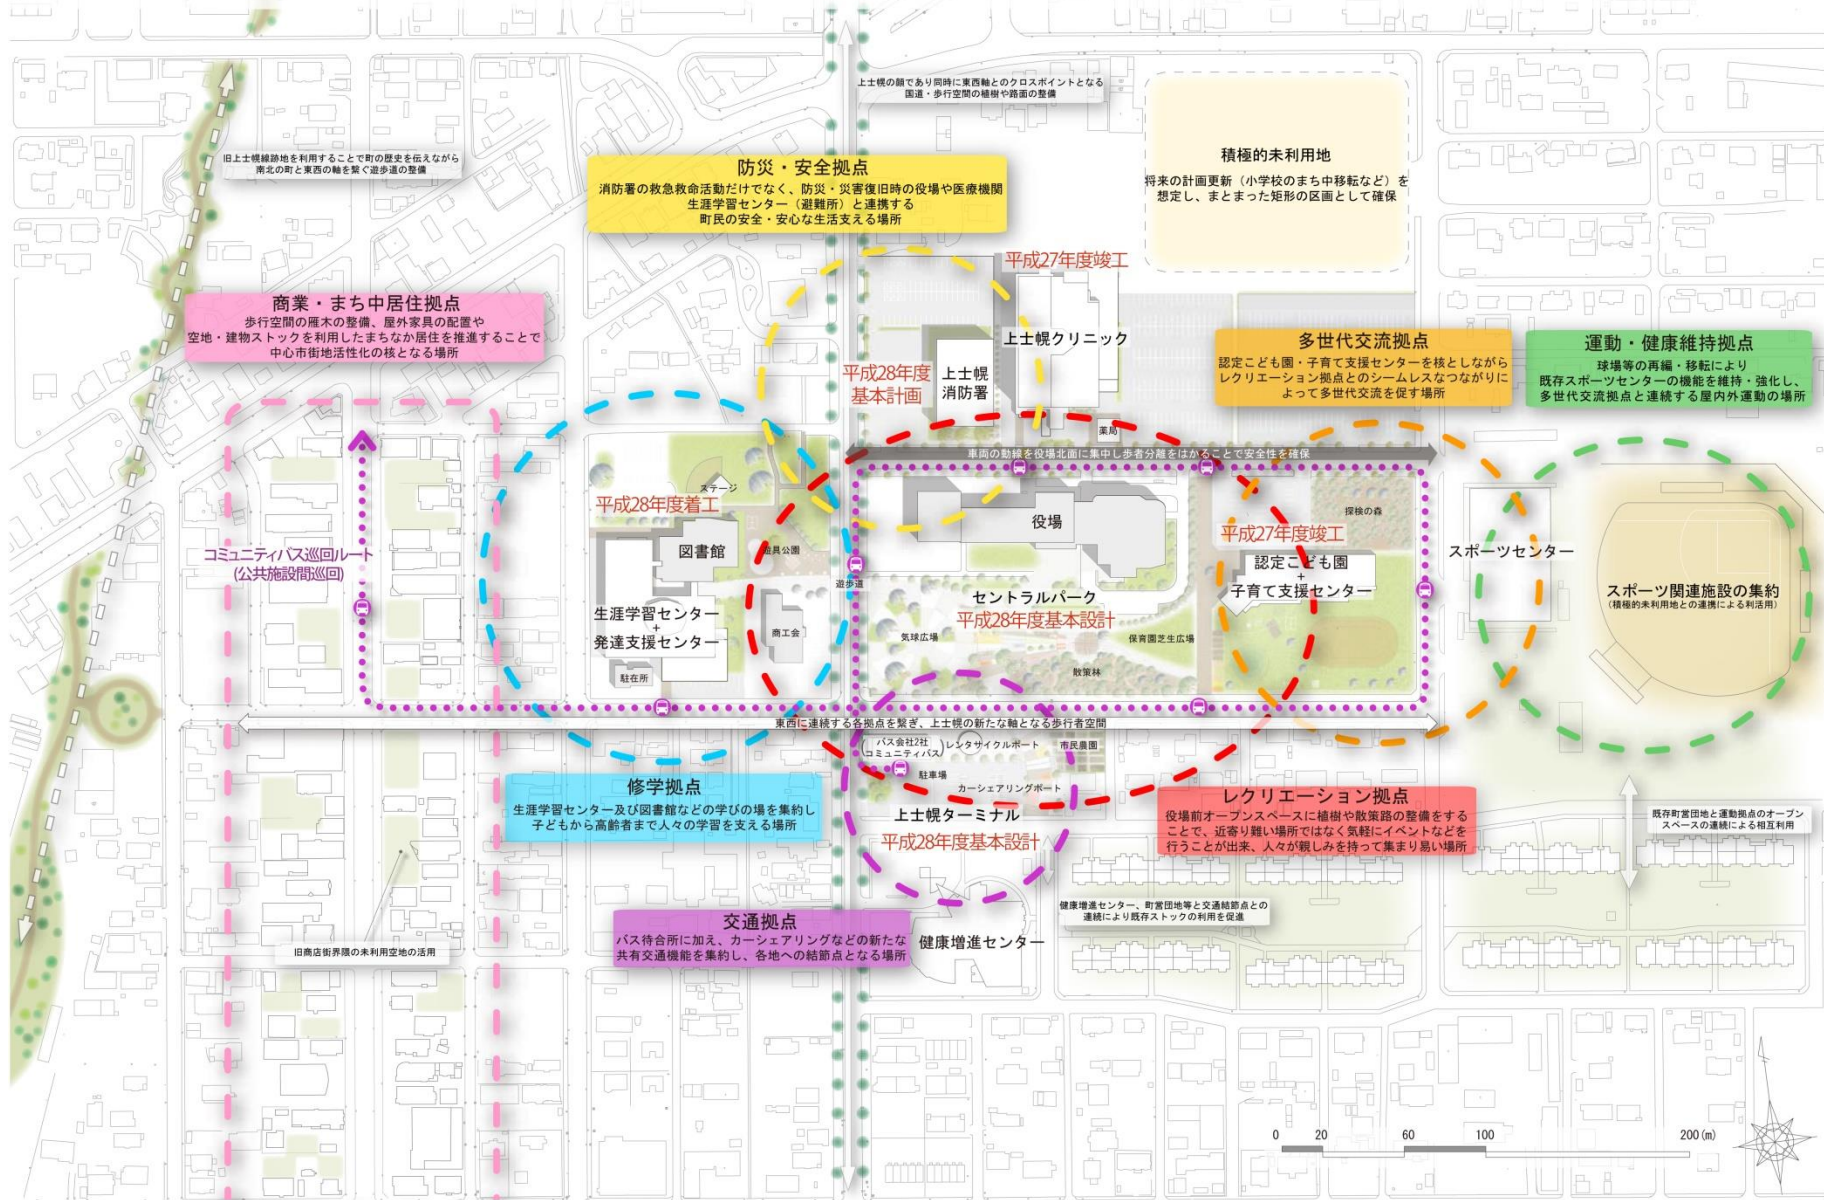 上士幌の顔であり同時に東西軸とのクロスポイントとなる
国道・歩行空間の植樹や路面の整備
旧上士幌線跡地を利用することで町の歴史を伝えながら
南北の町と東西の軸を繋ぐ遊歩道の整備
防災・安全拠点
消防署の救急救命活動だけでなく、防災・災害復旧時の役場や医療機関
生涯学習センター（避難所）と連携する
町民の安全・安心な生活支える場所
積極的未利用地
将来の計画更新（小学校のまち中移転など）を
想定し、まとまった矩形の区画として確保
平成27年度竣工
上士幌クリニック
商業・まち中居住拠点
歩行空間の雁木の整備、屋外家具の配置や
空地・建物ストックを利用したまちなか居住を推進することで
中心市街地活性化の核となる場所
平成28年度
基本計画
上士幌
消防署
多世代交流拠点
認定こども園・子育て支援センターを核としながら
レクリエーション拠点とのシームレスなつながりに
よって多世代交流を促す場所
運動・健康維持拠点
球場等の再編・移転により
既存スポーツセンターの機能を維持・強化し、
多世代交流拠点と連続する屋内外運動の場所
薬局
車両の動線を役場北面に集中し歩者分離をはかることで安全性を確保
ステージ
平成28年度着工
図書館
遊具公園
役場
探検の森
平成27年度竣工
認定こども園
+
子育て支援センター
スポーツセンター
スポーツ関連施設の集約
(積極的未利用地との連携による利活用)
コミュニティバス巡回ルート
(公共施設間巡回)
遊歩道
生涯学習センター
+
発達支援センター
商工会
駐在所
セントラルパーク
平成28年度基本設計
気球広場
保育園芝生広場
散策林
東西に連続する各拠点を繋ぎ、上士幌の新たな軸となる歩行者空間
バス会社2社
コミュニティバス
レンタサイクルポート
市民農園
駐車場
カーシェアリングポート
上士幌ターミナル
平成28年度基本設計
修学拠点
生涯学習センター及び図書館などの学びの場を集約し
子どもから高齢者まで人々の学習を支える場所
レクリエーション拠点
役場前オープンスペースに植樹や散策路の整備をする
ことで、近寄り難い場所ではなく気軽にイベントなどを
行うことが出来、人々が親しみを持って集まり易い場所
既存町営団地と運動拠点のオープン
スペースの連続による相互利用
健康増進センター、町営団地等と交通結節点との
連続により既存ストックの利用を促進
交通拠点
バス待合所に加え、カーシェアリングなどの新たな
共有交通機能を集約し、各地への結節点となる場所
健康増進センター
旧商店街界隈の未利用空地の活用
0 20 60 100 200(m)